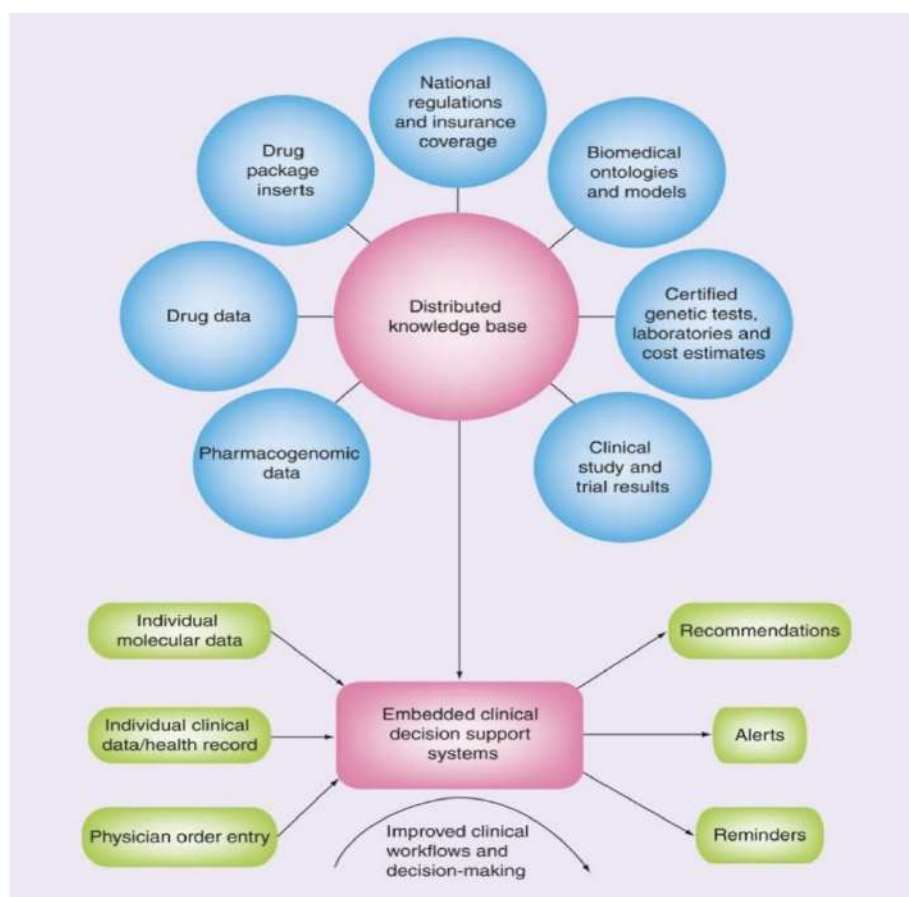 National
regulations
and insurance
coverage
Drug
package
inserts
Biomedical
ontologies
and models
Drug data
Distributed
knowledge base
Certified
genetic tests,
laboratories and
cost estimates
Pharmacogenomic
data
Clinical
study and
trial results
Individual
molecular data
Recommendations
Individual clinical
data/health record
Embedded clinical
decision support
systems
Alerts
Physician order entry
Improved clinical
workflows and
decision-making
Reminders